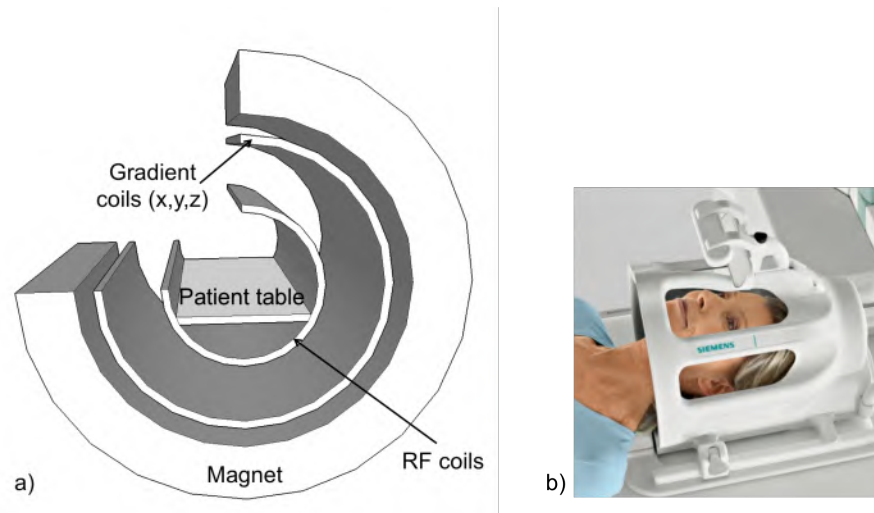 Gradient
coils (x,y,z)
Patient table
RF coils
Magnet
a)
SIEMENS
b)